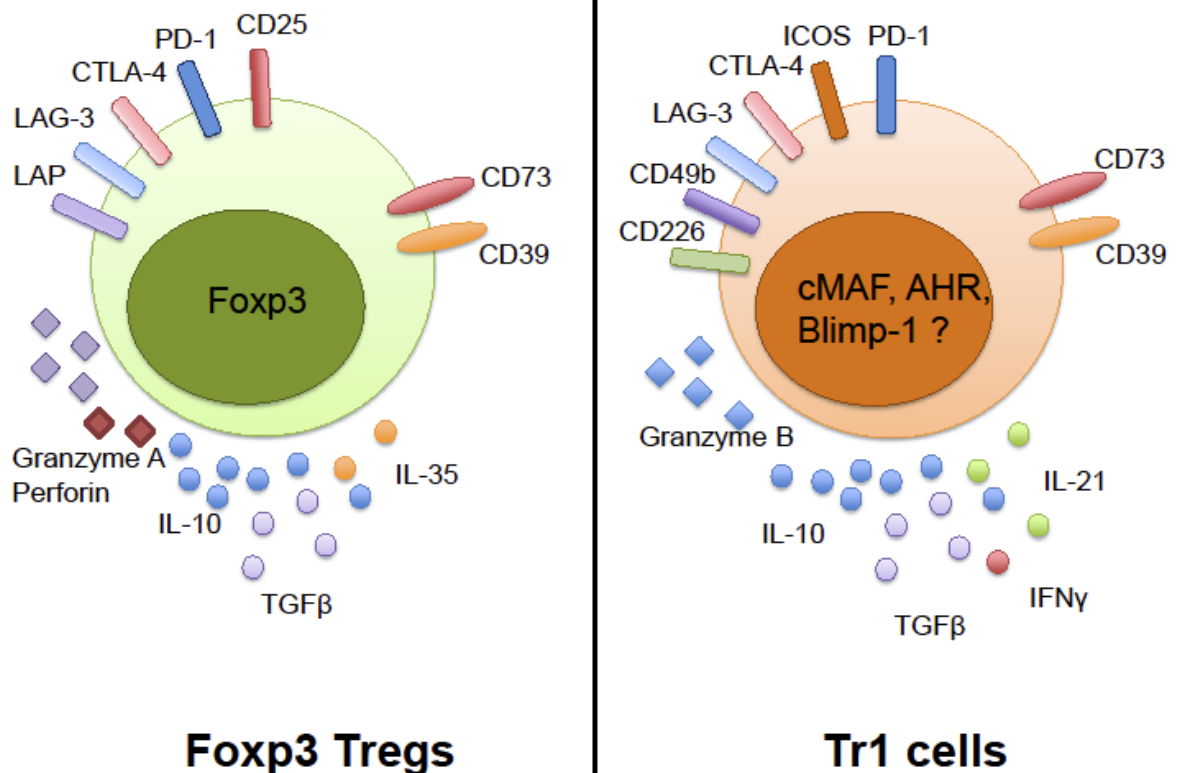 CD25
PD-1
CTLA-4
LAG-3
LAP
CD73
CD39
Foxp3
Granzyme A
Perforin
IL-35
IL-10
TGFβ
Foxp3 Tregs
ICOS
PD-1
CTLA-4
LAG-3
CD49b
CD226
CD73
CD39
cMAF, AHR,
Blimp-1 ?
Granzyme B
IL-21
IL-10
IFNγ
TGFβ
Tr1 cells